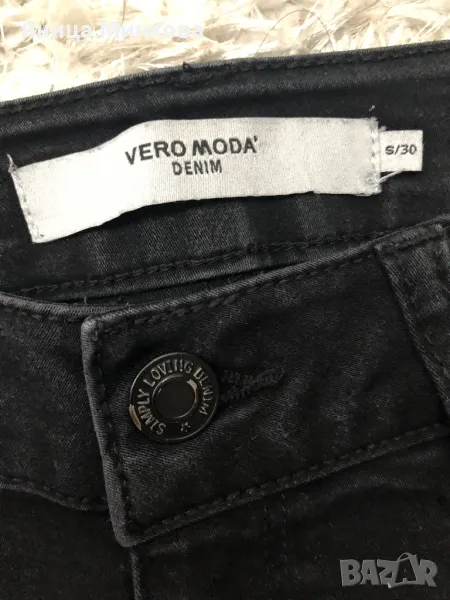 VERO MODA
DENIM
S/30
SIMPLY LOVING DENIM
BAZAR